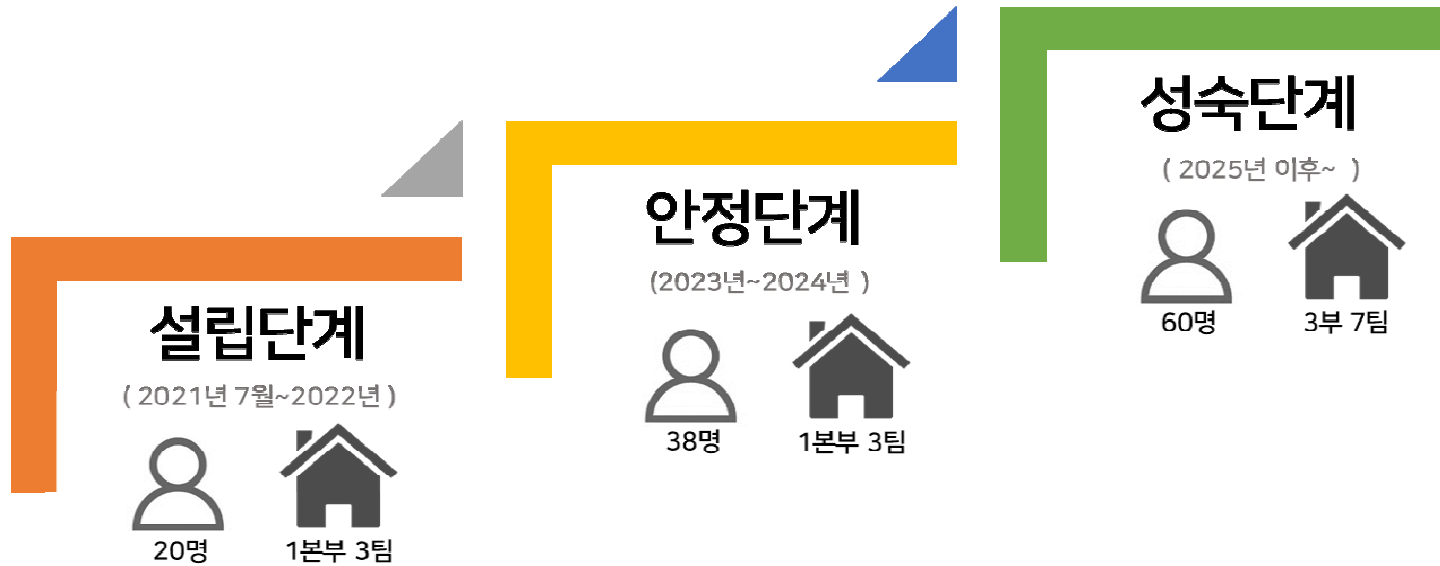 설립단계
( 2021년 7월~2022년 )
20명 1본부 3팀
안정단계
(2023년~2024년 )
38명 1본부 3팀
성숙단계
( 2025년 이후~ )
60명 3부 7팀